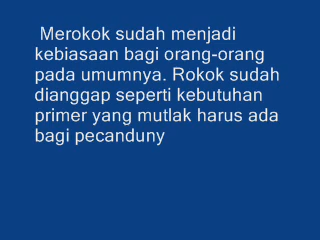 Merokok sudah menjadi
kebiasaan bagi orang-orang
pada umumnya. Rokok sudah
dianggap seperti kebutuhan
primer yang mutlak harus ada
bagi pecanduny